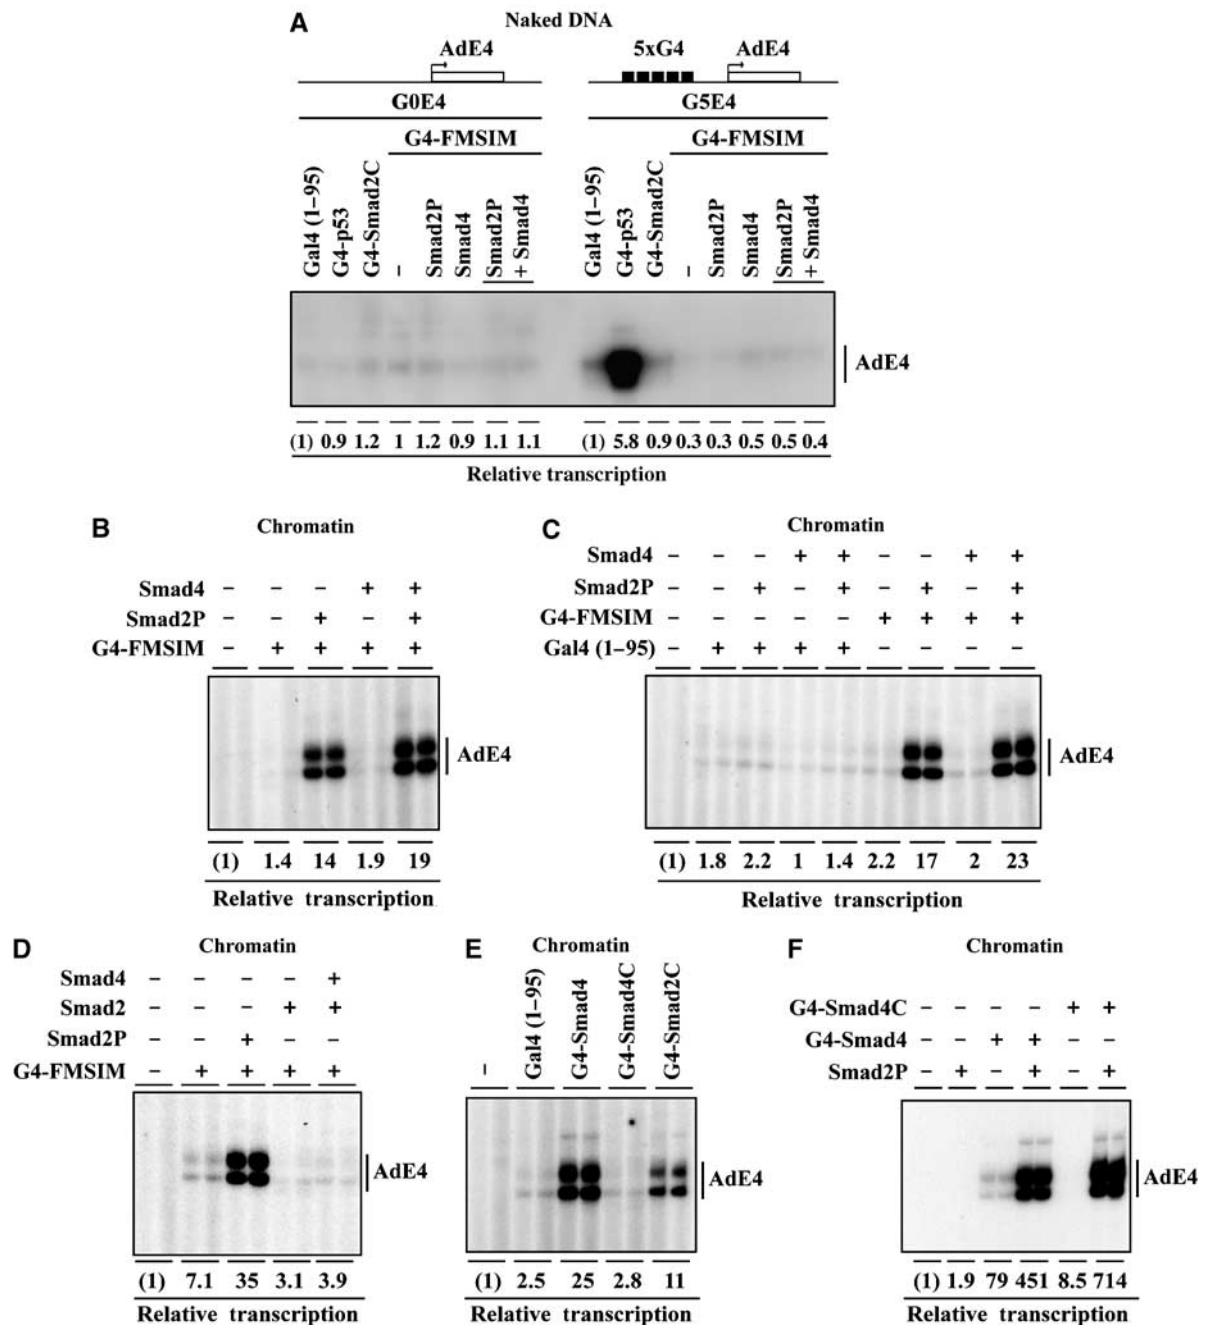 A
Naked DNA
AdE4 5xG4 AdE4
G0E4 G5E4
G4-FMSIM G4-FMSIM
Gal4 (1–95) G4-p53 G4-Smad2C – Smad2P Smad4 Smad2P + Smad4 Gal4 (1–95) G4-p53 G4-Smad2C – Smad2P Smad4 Smad2P + Smad4
AdE4
(1) 0.9 1.2 1 1.2 0.9 1.1 1.1 (1) 5.8 0.9 0.3 0.3 0.5 0.5 0.4
Relative transcription
B
Chromatin
Smad4 – – – + +
Smad2P – – + – +
G4-FMSIM – + + + +
AdE4
(1) 1.4 14 1.9 19
Relative transcription
C
Chromatin
Smad4 – – – + + – – + +
Smad2P – – + – + – + – +
G4-FMSIM – – – – – + + + +
Gal4 (1–95) – + + + + – – – –
AdE4
(1) 1.8 2.2 1 1.4 2.2 17 2 23
Relative transcription
D
Chromatin
Smad4 – – – – +
Smad2 – – – + +
Smad2P – – + – –
G4-FMSIM – + + + +
AdE4
(1) 7.1 35 3.1 3.9
Relative transcription
E
Chromatin
– Gal4 (1–95) G4-Smad4 G4-Smad4C G4-Smad2C
AdE4
(1) 2.5 25 2.8 11
Relative transcription
F
Chromatin
G4-Smad4C – – – – + +
G4-Smad4 – – + + – –
Smad2P – + – + – +
AdE4
(1) 1.9 79 451 8.5 714
Relative transcription